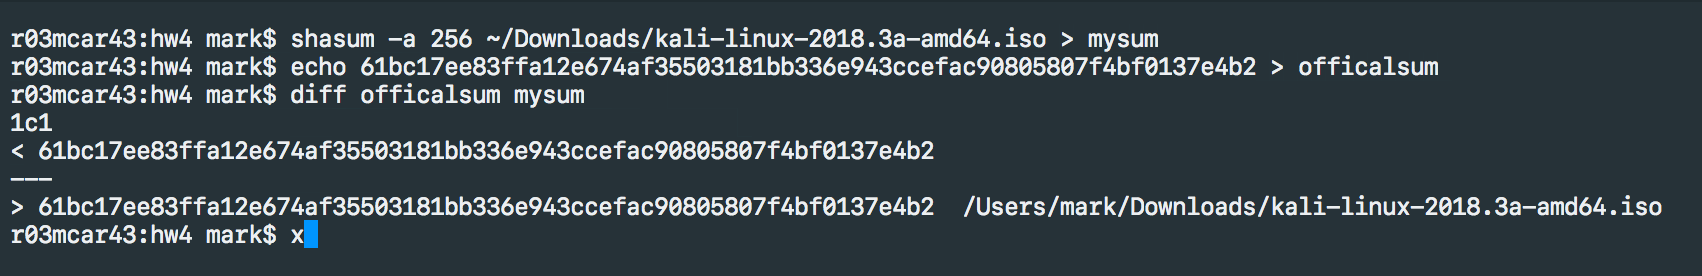 r03mcar43:hw4 mark$ shasum -a 256 ~/Downloads/kali-linux-2018.3a-amd64.iso > mysum
r03mcar43:hw4 mark$ echo 61bc17ee83ffa12e674af35503181bb336e943ccefac90805807f4bf0137e4b2 > officalsum
r03mcar43:hw4 mark$ diff officalsum mysum
1c1
< 61bc17ee83ffa12e674af35503181bb336e943ccefac90805807f4bf0137e4b2
---
> 61bc17ee83ffa12e674af35503181bb336e943ccefac90805807f4bf0137e4b2  /Users/mark/Downloads/kali-linux-2018.3a-amd64.iso
r03mcar43:hw4 mark$ x